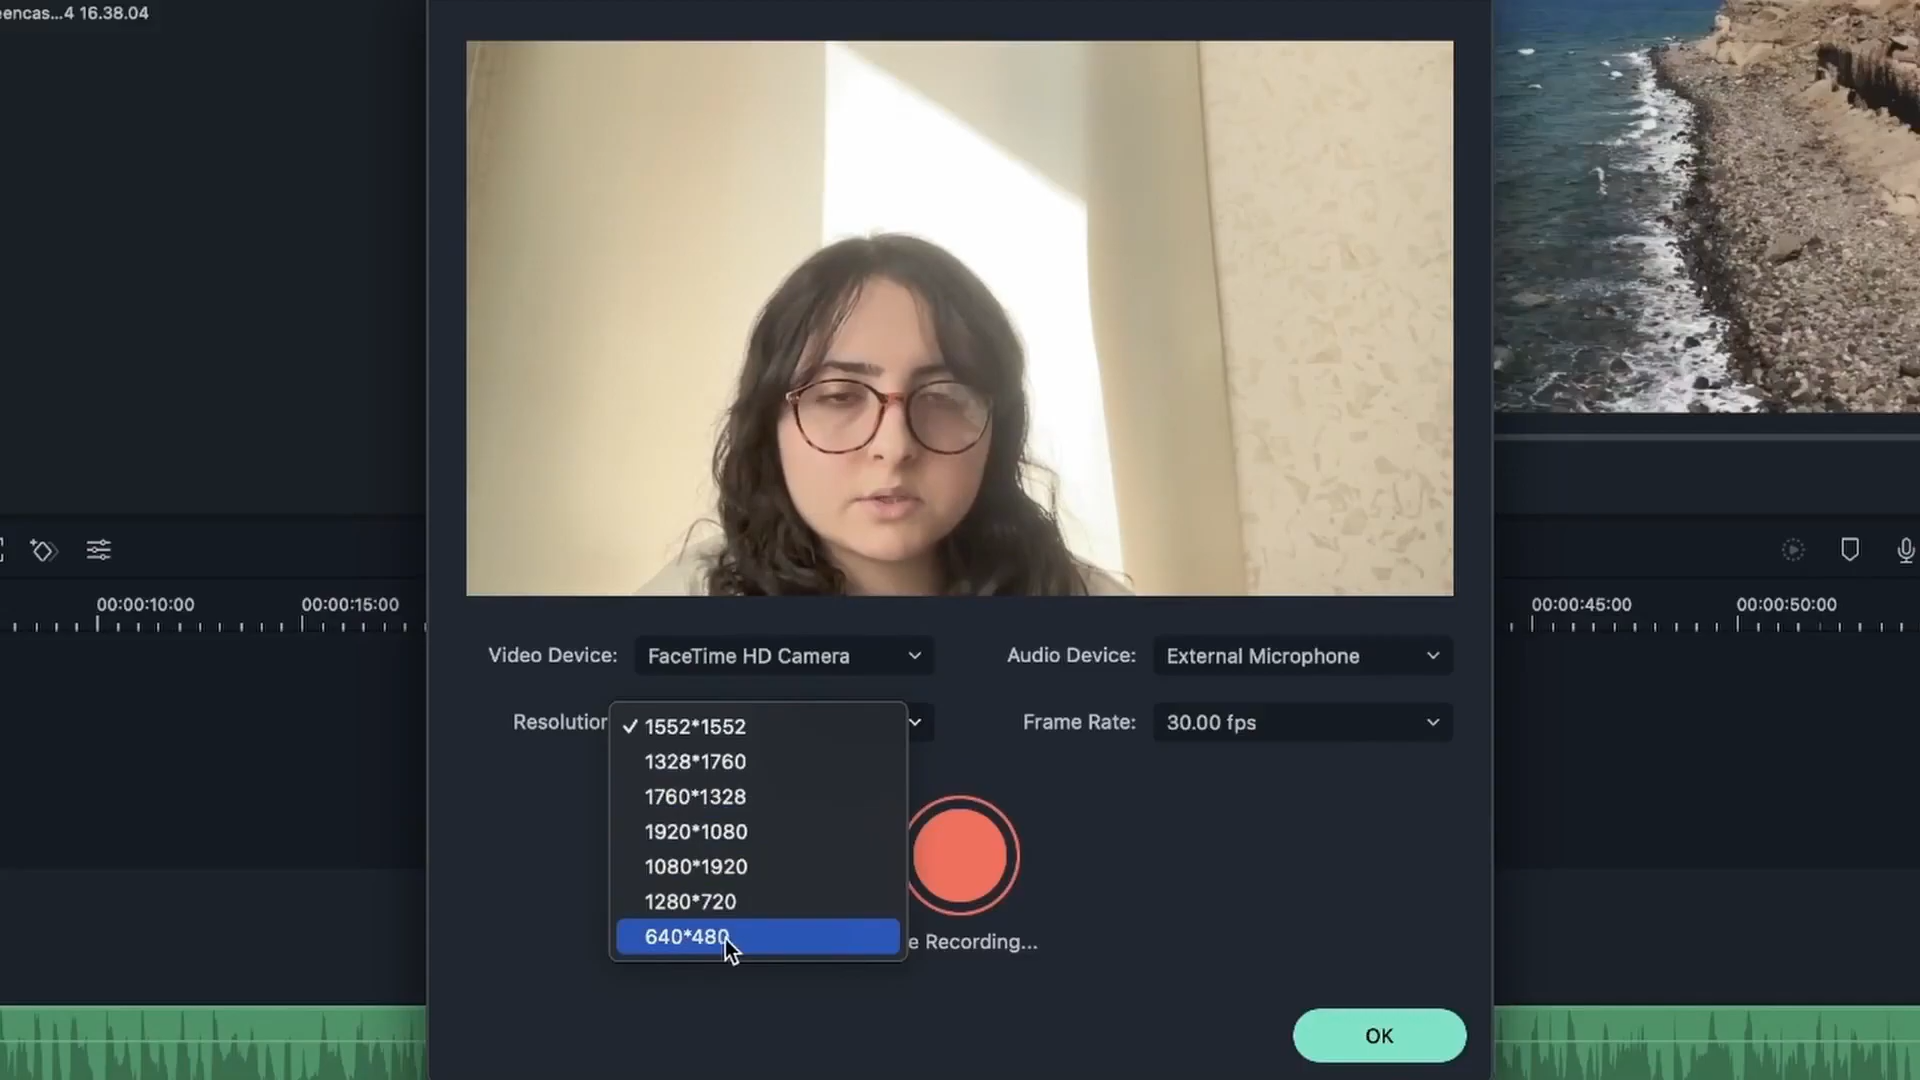 eencas...4 16.38.04
00:00:10:00
00:00:15:00
00:00:45:00
00:00:50:00
Video Device:
FaceTime HD Camera
Audio Device:
External Microphone
Resolution
Frame Rate:
30.00 fps
✓ 1552*1552
1328*1760
1760*1328
1920*1080
1080*1920
1280*720
640*480
e Recording...
OK